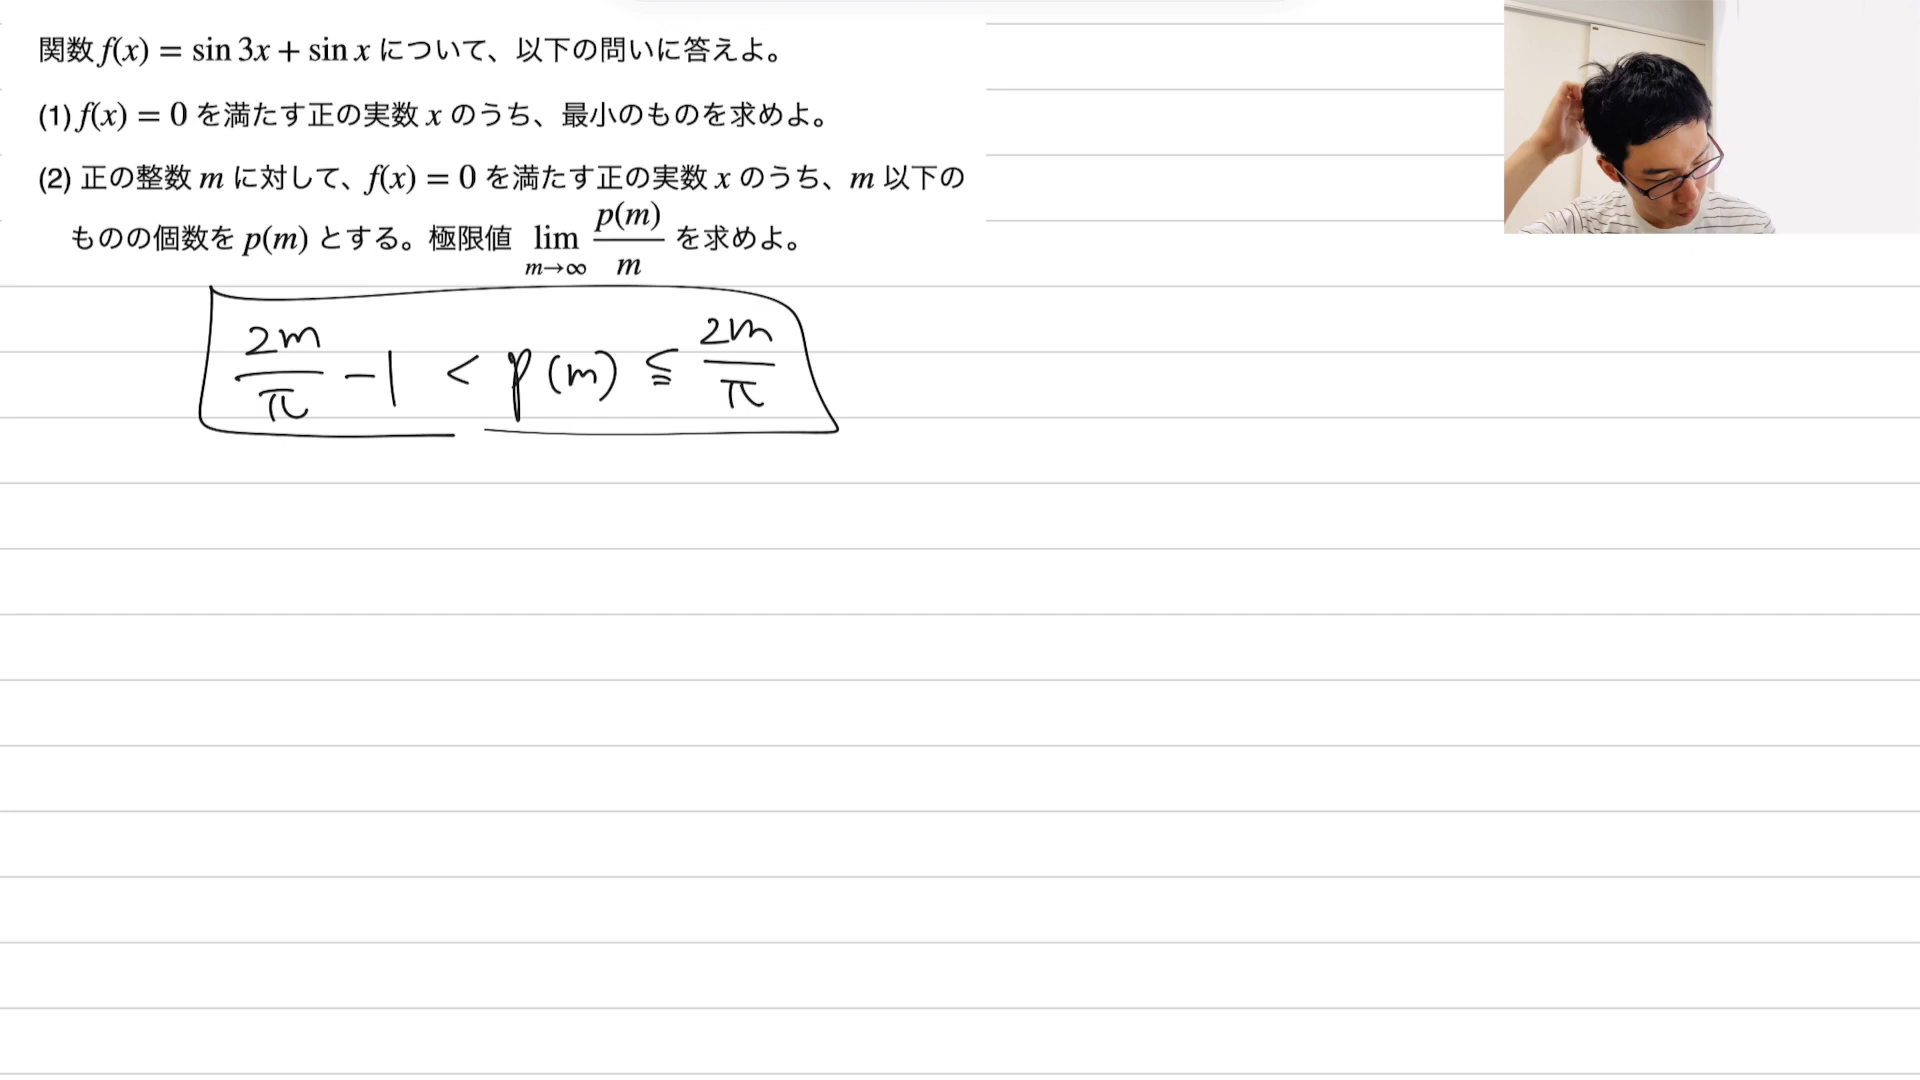 関数 f(x) = sin 3x + sin x について、以下の問いに答えよ。
(1) f(x) = 0 を満たす正の実数 x のうち、最小のものを求めよ。
(2) 正の整数 m に対して、f(x) = 0 を満たす正の実数 x のうち、m 以下の
ものの個数を p(m) とする。極限値 lim_{m→∞} p(m)/m を求めよ。
2m/π - 1 < p(m) ≦ 2m/π